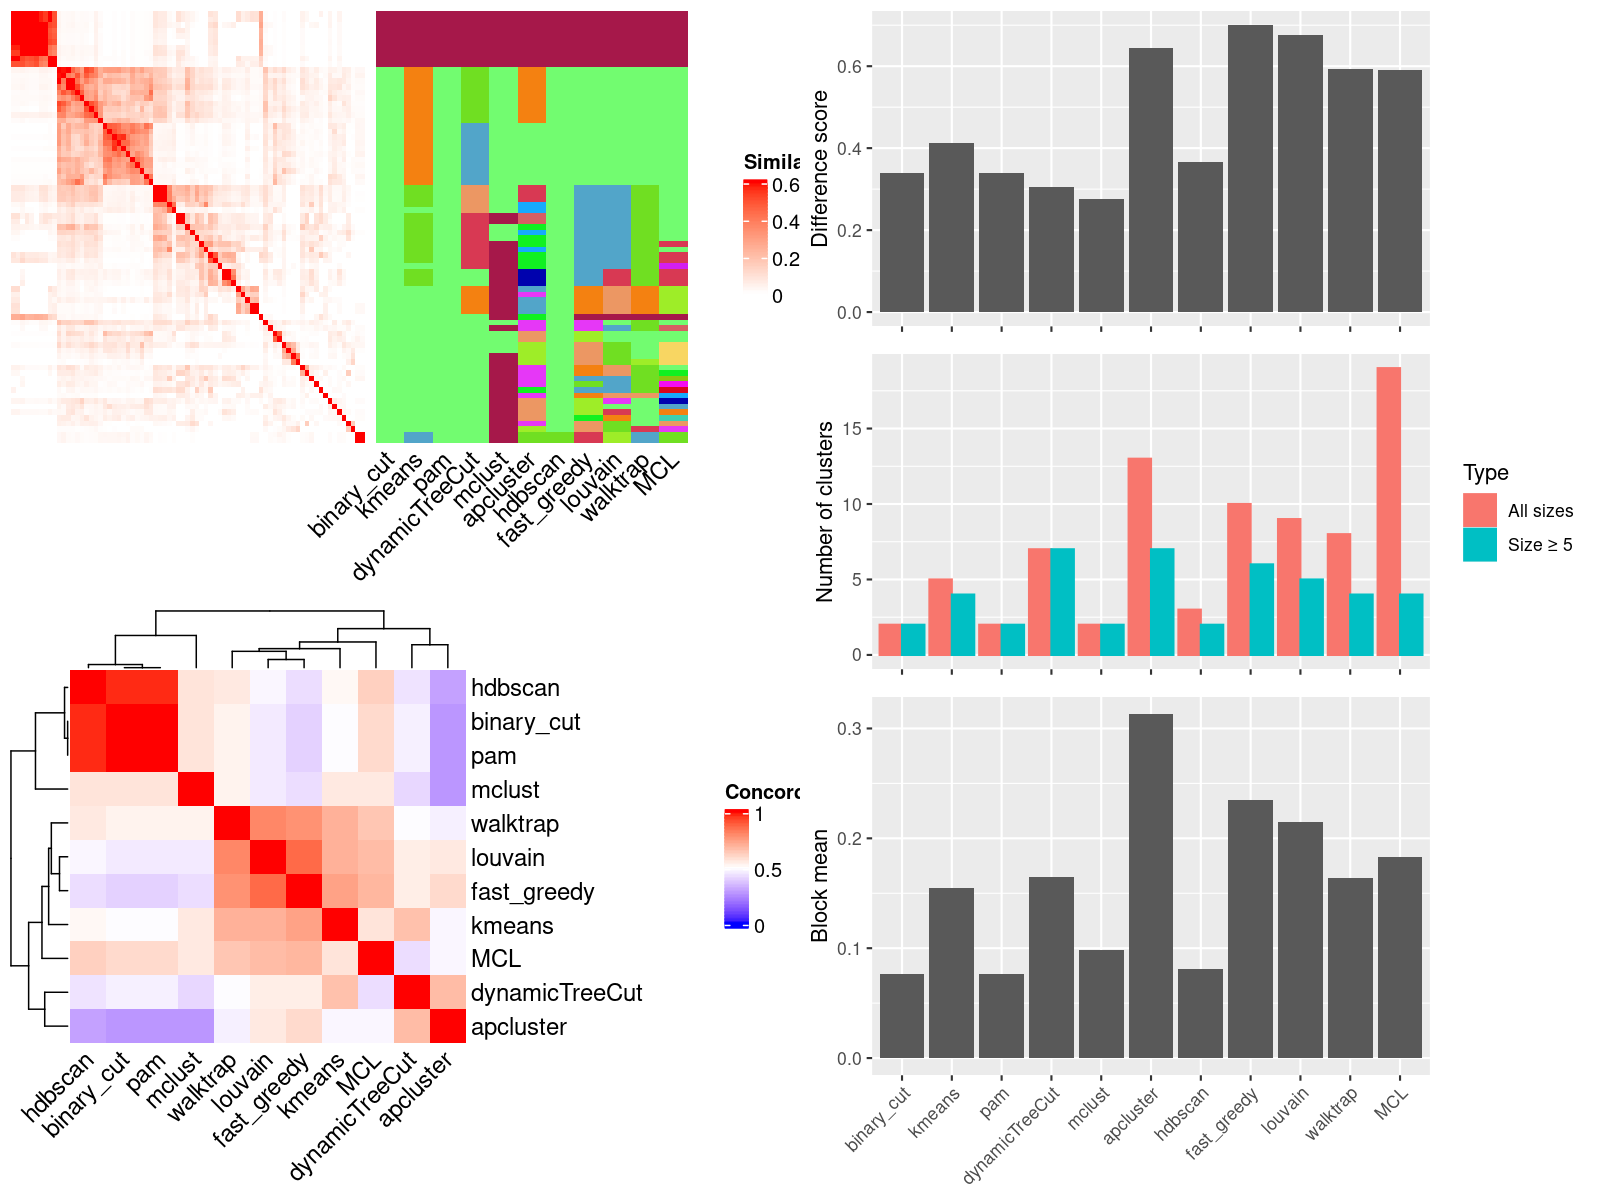 Simila
0.6
0.4
0.2
0
binary_cut
kmeans
pam
dynamicTreeCut
mclust
apcluster
hdbscan
fast_greedy
louvain
walktrap
MCL
hdbscan
binary_cut
pam
mclust
walktrap
louvain
fast_greedy
kmeans
MCL
dynamicTreeCut
apcluster
Concord
1
0.5
0
hdbscan
binary_cut
pam
mclust
walktrap
louvain
fast_greedy
kmeans
MCL
dynamicTreeCut
apcluster
Difference score
0.6
0.4
0.2
0.0
Number of clusters
15
10
5
0
Type
All sizes
Size ≥ 5
Block mean
0.3
0.2
0.1
0.0
binary_cut
kmeans
pam
dynamicTreeCut
mclust
apcluster
hdbscan
fast_greedy
louvain
walktrap
MCL